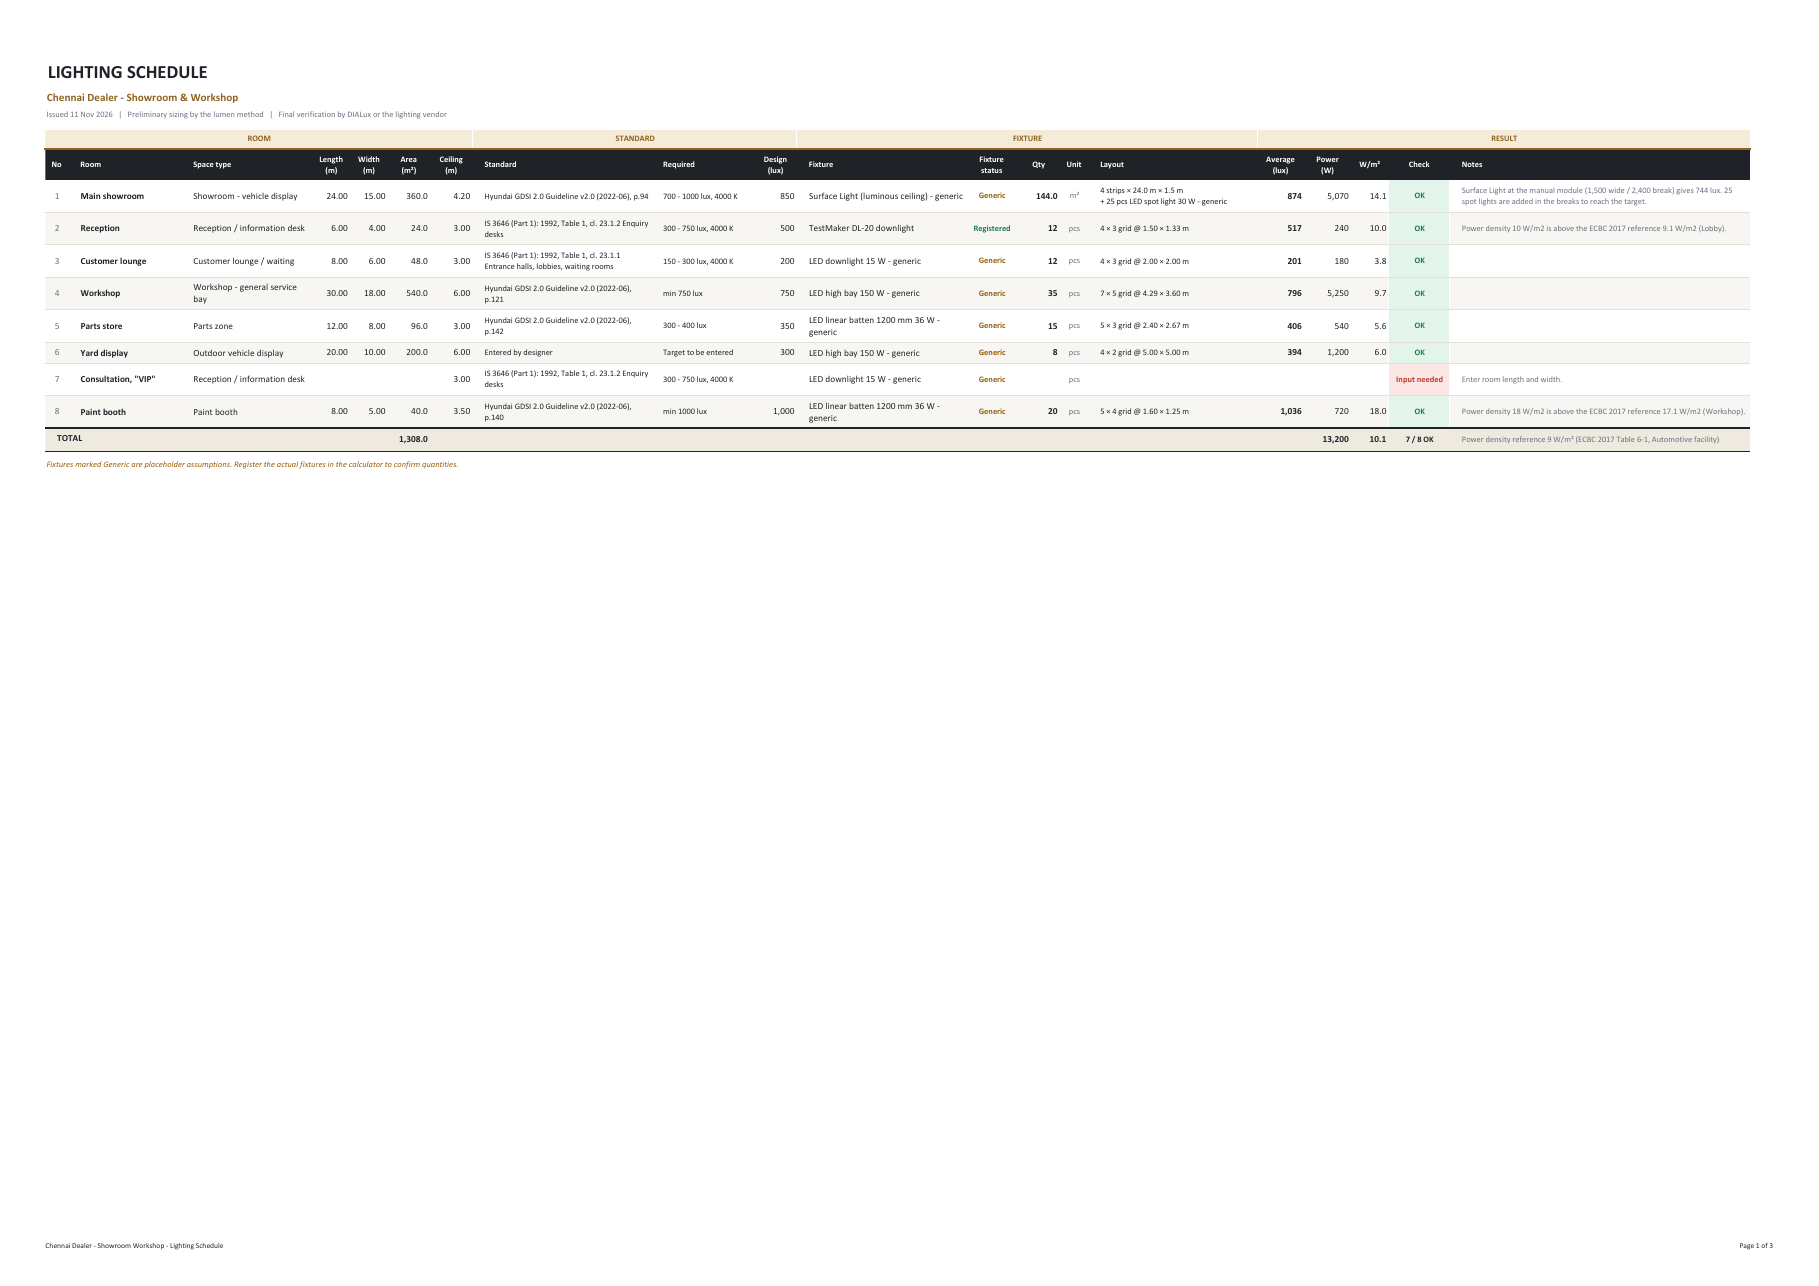 LIGHTING SCHEDULE
Chennai Dealer - Showroom & Workshop
Issued 11 Nov 2026 | Preliminary sizing by the lumen method | Final verification by DIALux or the lighting vendor
ROOM STANDARD FIXTURE RESULT
No Room Space type Length (m) Width (m) Area (m²) Ceiling (m) Standard Required Design (lux) Fixture Fixture status Qty Unit Layout Average (lux) Power (W) W/m² Check Notes
1 Main showroom Showroom - vehicle display 24.00 15.00 360.0 4.20 Hyundai GDSI 2.0 Guideline v2.0 (2022-06), p.94 700 - 1000 lux, 4000 K 850 Surface Light (luminous ceiling) - generic Generic 144.0 m² 4 strips × 24.0 m × 1.5 m + 25 pcs LED spot light 30 W - generic 874 5,070 14.1 OK Surface Light at the manual module (1,500 wide / 2,400 break) gives 744 lux. 25 spot lights are added in the breaks to reach the target.
2 Reception Reception / information desk 6.00 4.00 24.0 3.00 IS 3646 (Part 1): 1992, Table 1, cl. 23.1.2 Enquiry desks 300 - 750 lux, 4000 K 500 TestMaker DL-20 downlight Registered 12 pcs 4 × 3 grid @ 1.50 × 1.33 m 517 240 10.0 OK Power density 10 W/m2 is above the ECBC 2017 reference 9.1 W/m2 (Lobby).
3 Customer lounge Customer lounge / waiting 8.00 6.00 48.0 3.00 IS 3646 (Part 1): 1992, Table 1, cl. 23.1.1 Entrance halls, lobbies, waiting rooms 150 - 300 lux, 4000 K 200 LED downlight 15 W - generic Generic 12 pcs 4 × 3 grid @ 2.00 × 2.00 m 201 180 3.8 OK
4 Workshop Workshop - general service bay 30.00 18.00 540.0 6.00 Hyundai GDSI 2.0 Guideline v2.0 (2022-06), p.121 min 750 lux 750 LED high bay 150 W - generic Generic 35 pcs 7 × 5 grid @ 4.29 × 3.60 m 796 5,250 9.7 OK
5 Parts store Parts zone 12.00 8.00 96.0 3.00 Hyundai GDSI 2.0 Guideline v2.0 (2022-06), p.142 300 - 400 lux 350 LED linear batten 1200 mm 36 W - generic Generic 15 pcs 5 × 3 grid @ 2.40 × 2.67 m 406 540 5.6 OK
6 Yard display Outdoor vehicle display 20.00 10.00 200.0 6.00 Entered by designer Target to be entered 300 LED high bay 150 W - generic Generic 8 pcs 4 × 2 grid @ 5.00 × 5.00 m 394 1,200 6.0 OK
7 Consultation, "VIP" Reception / information desk 3.00 IS 3646 (Part 1): 1992, Table 1, cl. 23.1.2 Enquiry desks 300 - 750 lux, 4000 K LED downlight 15 W - generic Generic pcs Input needed Enter room length and width.
8 Paint booth Paint booth 8.00 5.00 40.0 3.50 Hyundai GDSI 2.0 Guideline v2.0 (2022-06), p.140 min 1000 lux 1,000 LED linear batten 1200 mm 36 W - generic Generic 20 pcs 5 × 4 grid @ 1.60 × 1.25 m 1,036 720 18.0 OK Power density 18 W/m2 is above the ECBC 2017 reference 17.1 W/m2 (Workshop).
TOTAL 1,308.0 13,200 10.1 7 / 8 OK Power density reference 9 W/m² (ECBC 2017 Table 6-1, Automotive facility)
Fixtures marked Generic are placeholder assumptions. Register the actual fixtures in the calculator to confirm quantities.
Chennai Dealer - Showroom Workshop - Lighting Schedule Page 1 of 3